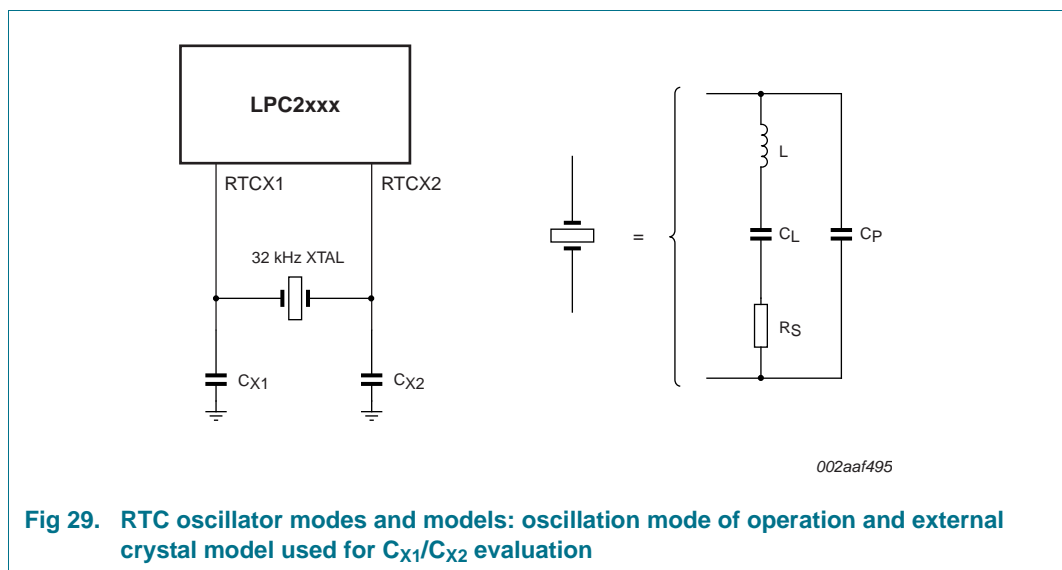 LPC2xxx
RTCX1
RTCX2
32 kHz XTAL
CX1
CX2
=
L
CL
CP
RS
002aaf495
Fig 29. RTC oscillator modes and models: oscillation mode of operation and external
crystal model used for CX1/CX2 evaluation